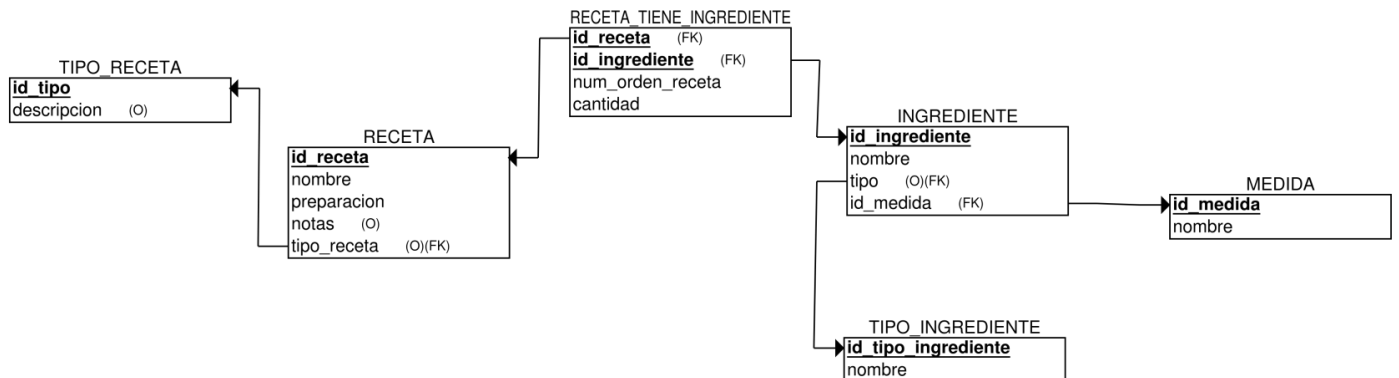 TIPO_RECETA
id_tipo
descripcion (O)
RECETA
id_receta
nombre
preparacion
notas (O)
tipo_receta (O)(FK)
RECETA_TIENE_INGREDIENTE
id_receta (FK)
id_ingrediente (FK)
num_orden_receta
cantidad
INGREDIENTE
id_ingrediente
nombre
tipo (O)(FK)
id_medida (FK)
MEDIDA
id_medida
nombre
TIPO_INGREDIENTE
id_tipo_ingrediente
nombre